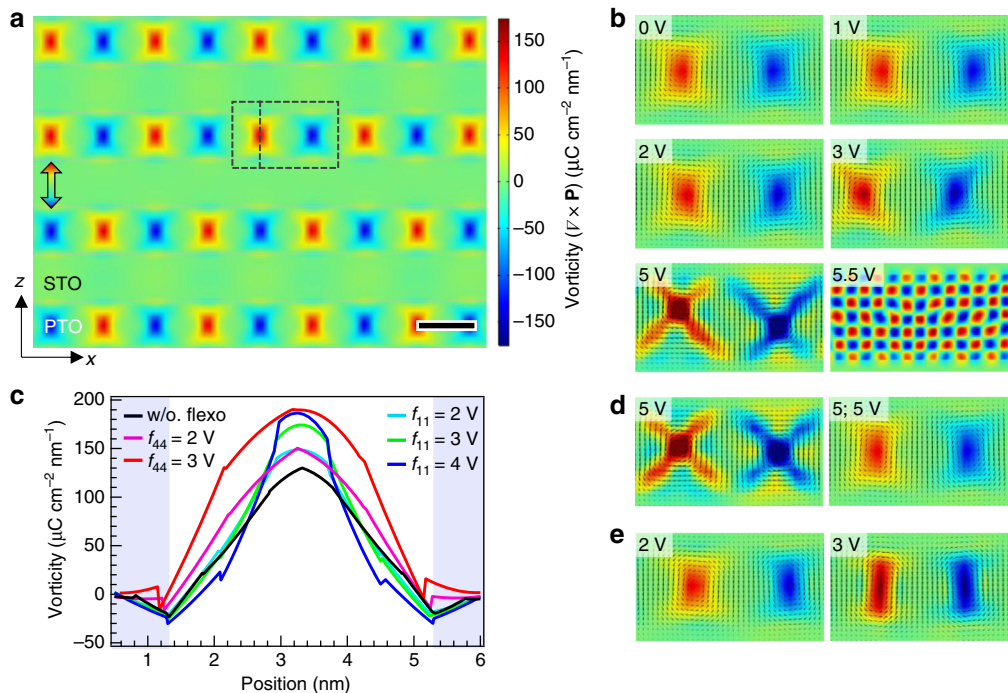 a
150
100
50
0
−50
−100
−150
Vorticity (∇ × P) (µC cm⁻² nm⁻¹)
z
STO
PTO
x
b
0 V
1 V
2 V
3 V
5 V
5.5 V
c
200
150
100
50
0
−50
Vorticity (µC cm⁻² nm⁻¹)
w/o. flexo
f₄₄ = 2 V
f₄₄ = 3 V
f₁₁ = 2 V
f₁₁ = 3 V
f₁₁ = 4 V
1 2 3 4 5 6
Position (nm)
d
5 V
5; 5 V
e
2 V
3 V